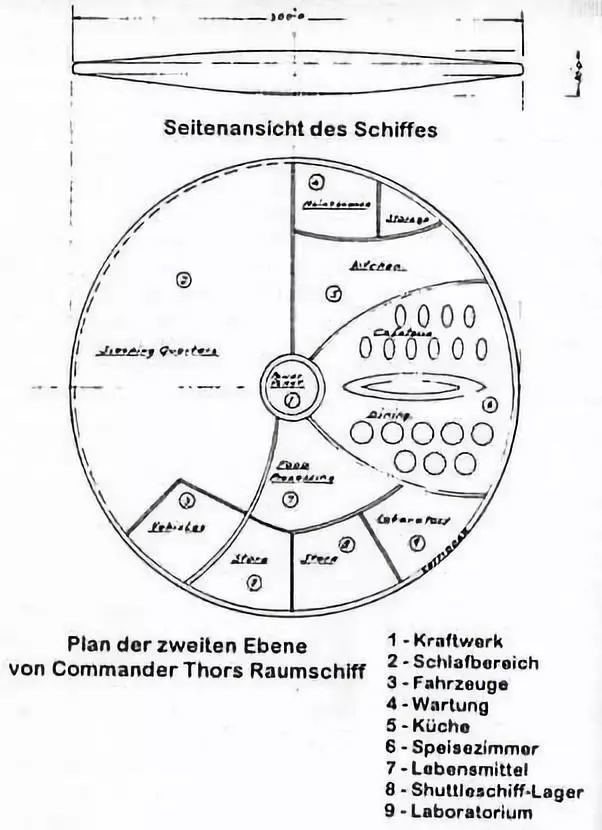 300'0
Seitenansicht des Schiffes
4
Maintenance
Storage
Kitchen
2
5
Cafeteria
Sleeping Quarters
Power
Plant
1
6
Dining
Food
Processing
3
7
Vehicles
Laboratory
Store
Store
8
9
Plan der zweiten Ebene
von Commander Thors Raumschiff
1 - Kraftwerk
2 - Schlafbereich
3 - Fahrzeuge
4 - Wartung
5 - Küche
6 - Speisezimmer
7 - Lebensmittel
8 - Shuttleschiff-Lager
9 - Laboratorium